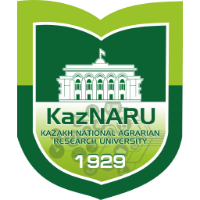 KazNARU
KAZAKH NATIONAL AGRARIAN
RESEARCH UNIVERSITY
1929